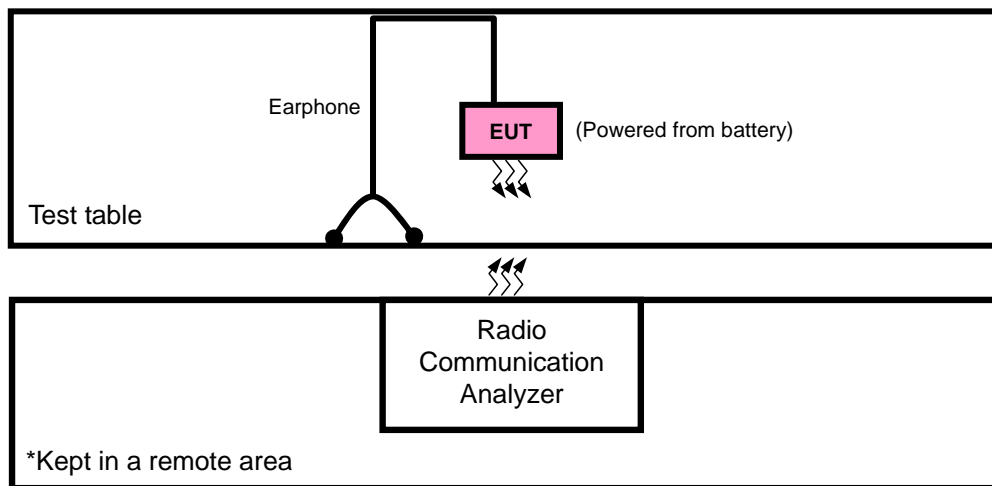 Earphone
EUT
(Powered from battery)
Test table
Radio
Communication
Analyzer
*Kept in a remote area